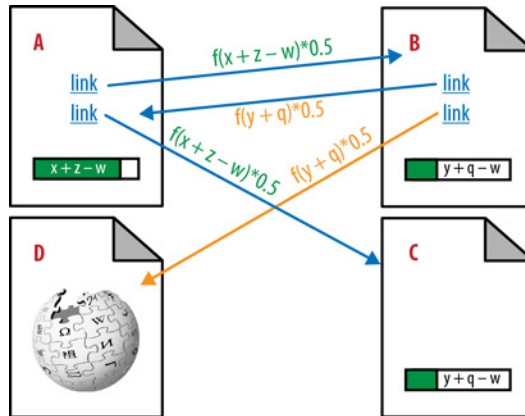 A
link
link
x + z – w
f(x + z – w)*0.5
f(y + q)*0.5
f(x + z – w)*0.5
f(y + q)*0.5
B
link
link
y + q – w
D
Ω
W
И
C
y + q – w